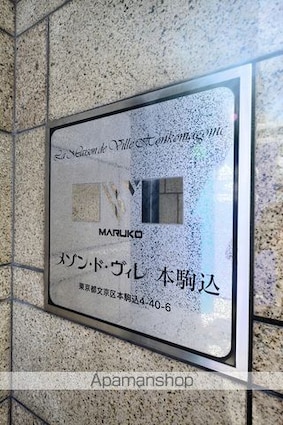 La Maison de Ville Honkomagome
MARUKO
メゾン・ド・ヴィレ 本駒込
東京都文京区本駒込4-40-6
Apamanshop